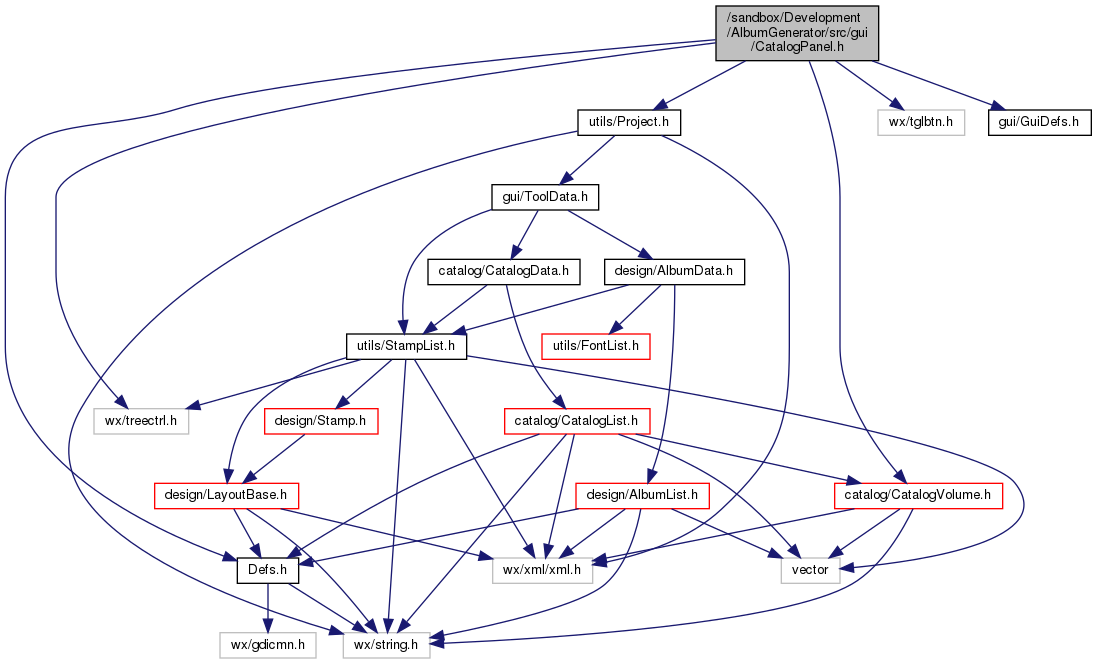 /sandbox/Development
/AlbumGenerator/src/gui
/CatalogPanel.h
utils/Project.h
wx/tglbtn.h
gui/GuiDefs.h
gui/ToolData.h
catalog/CatalogData.h
design/AlbumData.h
utils/StampList.h
utils/FontList.h
wx/treectrl.h
design/Stamp.h
catalog/CatalogList.h
design/LayoutBase.h
design/AlbumList.h
catalog/CatalogVolume.h
Defs.h
wx/xml/xml.h
vector
wx/gdicmn.h
wx/string.h